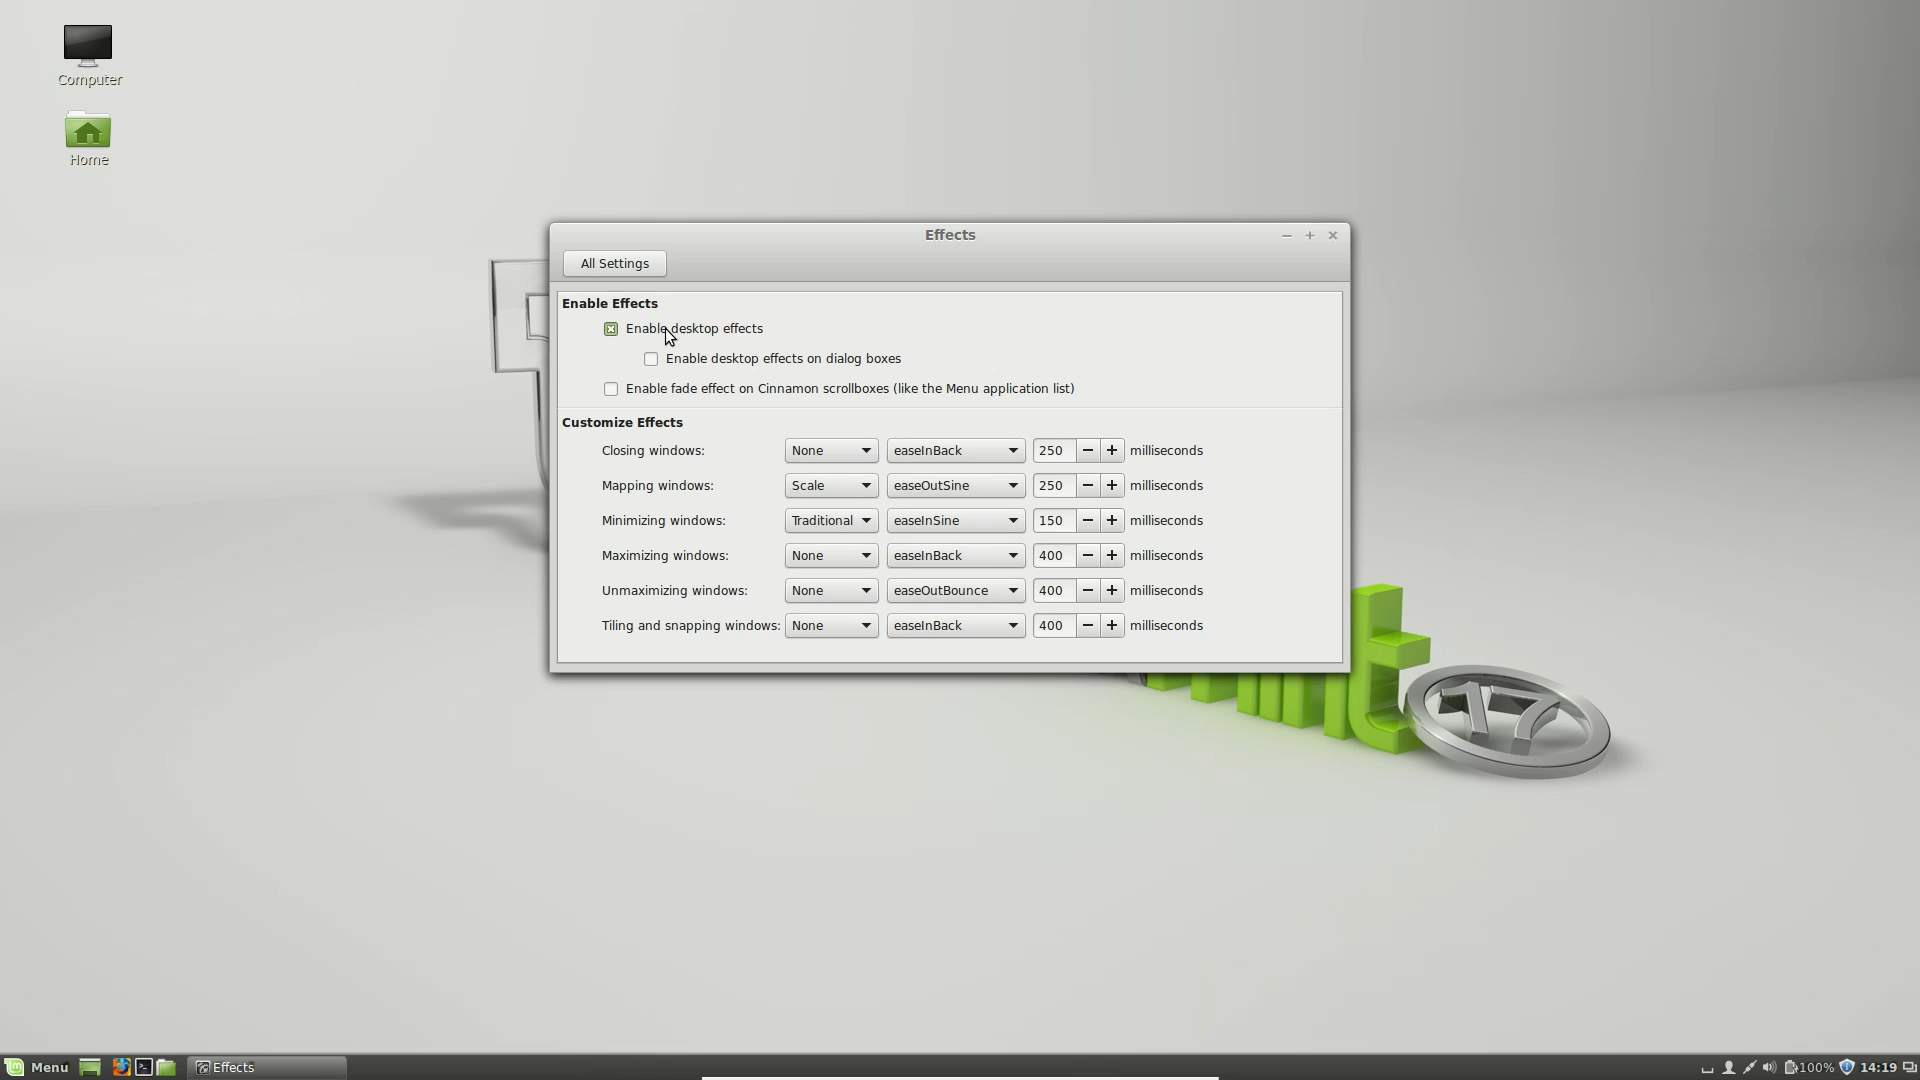 Computer
Home
Effects
All Settings
Enable Effects
Enable desktop effects
Enable desktop effects on dialog boxes
Enable fade effect on Cinnamon scrollboxes (like the Menu application list)
Customize Effects
Closing windows: None easeInBack 250 milliseconds
Mapping windows: Scale easeOutSine 250 milliseconds
Minimizing windows: Traditional easeInSine 150 milliseconds
Maximizing windows: None easeInBack 400 milliseconds
Unmaximizing windows: None easeOutBounce 400 milliseconds
Tiling and snapping windows: None easeInBack 400 milliseconds
17
Menu Effects 100% 14:19